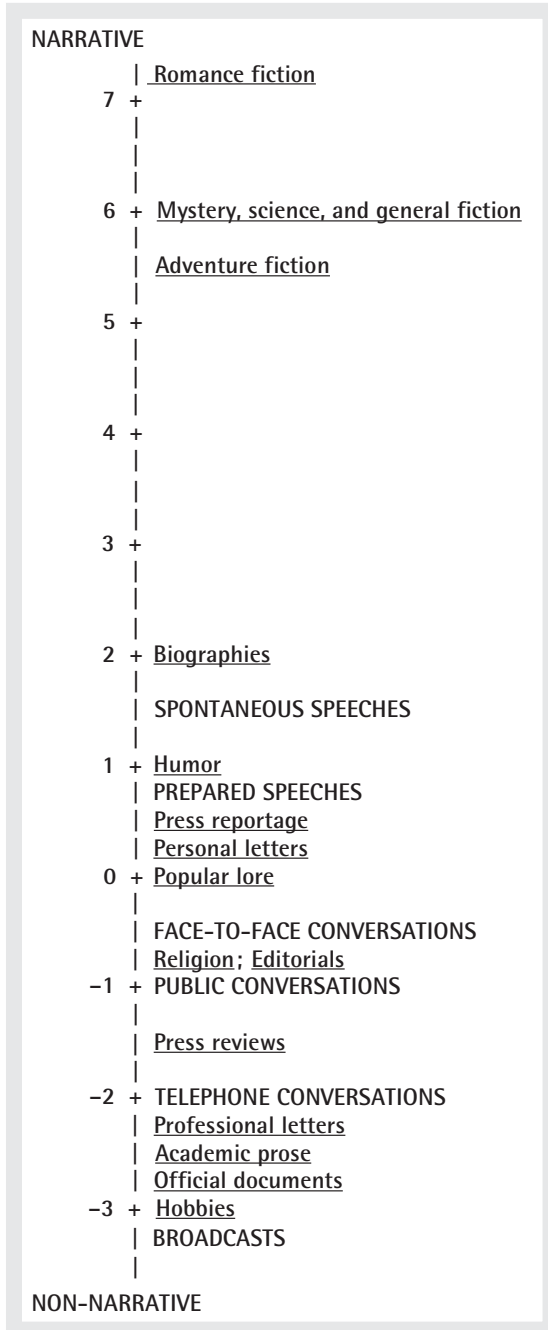 NARRATIVE
| Romance fiction
7 +
|
|
|
6 + Mystery, science, and general fiction
|
| Adventure fiction
|
5 +
|
|
|
4 +
|
|
|
3 +
|
|
|
2 + Biographies
|
| SPONTANEOUS SPEECHES
|
1 + Humor
| PREPARED SPEECHES
| Press reportage
| Personal letters
0 + Popular lore
|
| FACE-TO-FACE CONVERSATIONS
| Religion; Editorials
–1 + PUBLIC CONVERSATIONS
|
| Press reviews
|
–2 + TELEPHONE CONVERSATIONS
| Professional letters
| Academic prose
| Official documents
–3 + Hobbies
| BROADCASTS
|
NON-NARRATIVE